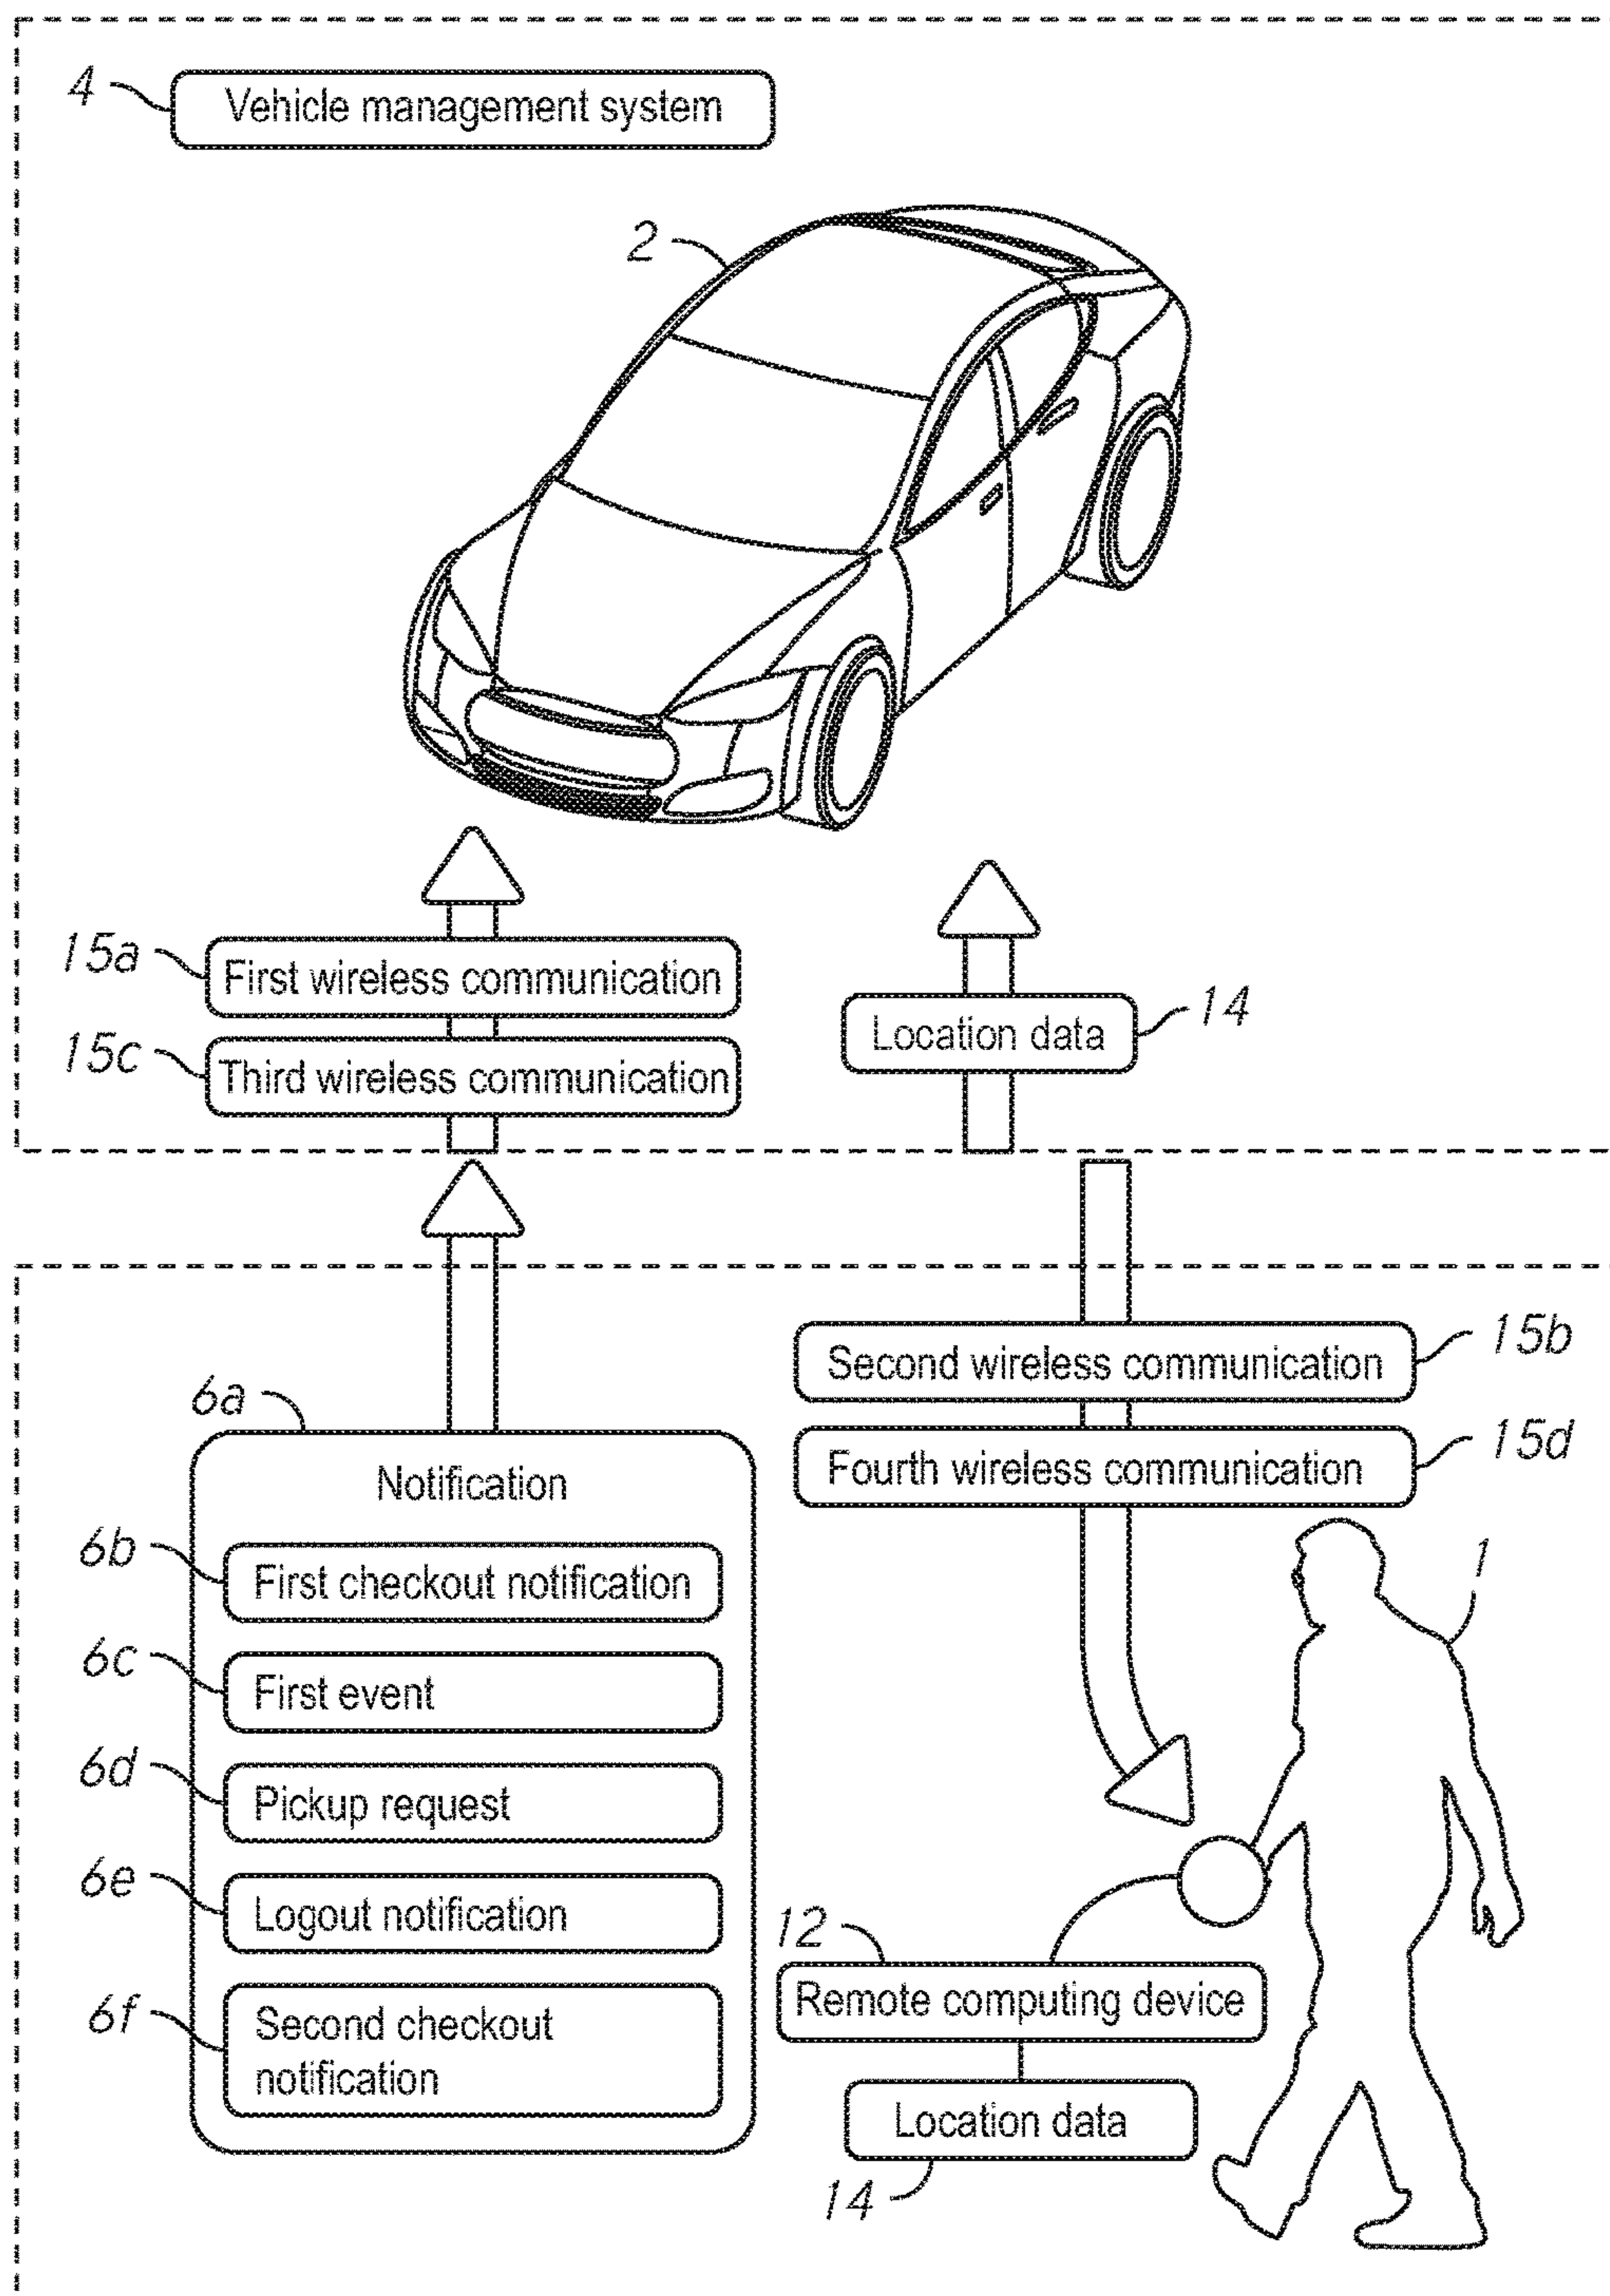 4
Vehicle management system
2
15a
First wireless communication
14
Location data
15c
Third wireless communication
15b
Second wireless communication
6a
15d
Fourth wireless communication
Notification
6b
First checkout notification
1
6c
First event
6d
Pickup request
6e
Logout notification
12
Remote computing device
6f
Second checkout
notification
Location data
14